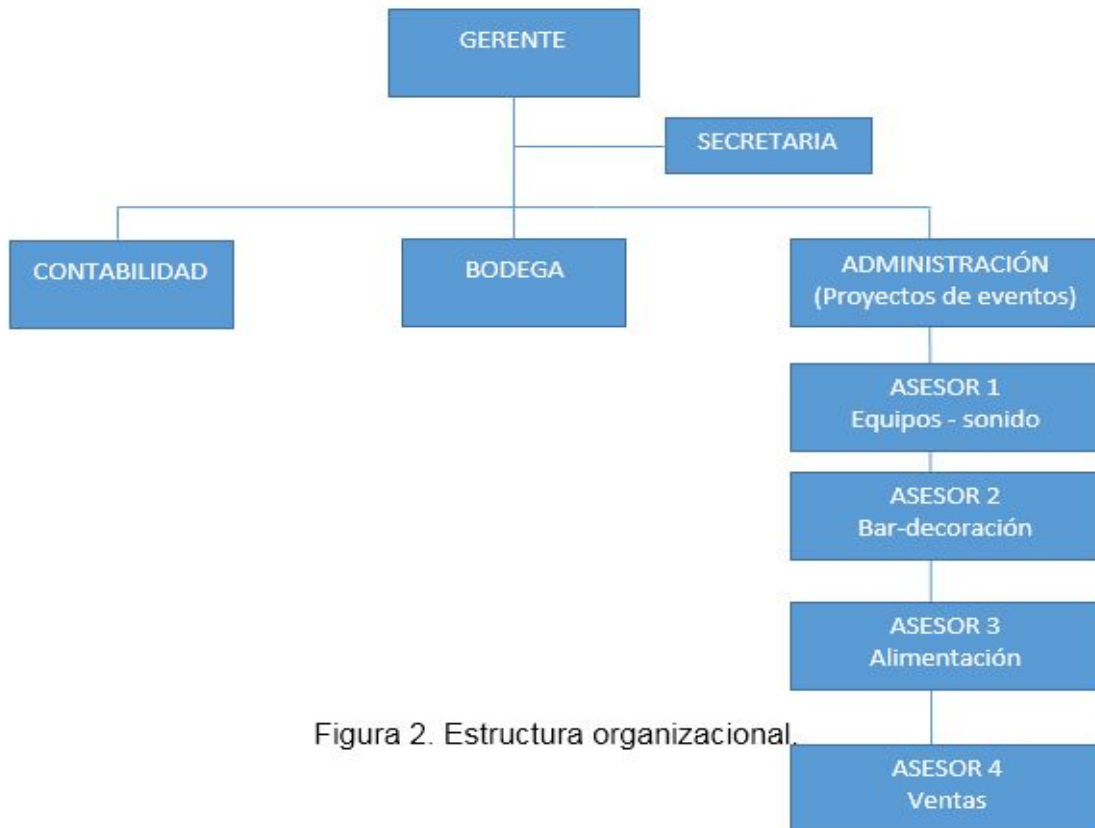 GERENTE
SECRETARIA
CONTABILIDAD
BODEGA
ADMINISTRACIÓN
(Proyectos de eventos)
ASESOR 1
Equipos - sonido
ASESOR 2
Bar-decoración
ASESOR 3
Alimentación
Figura 2. Estructura organizacional.
ASESOR 4
Ventas